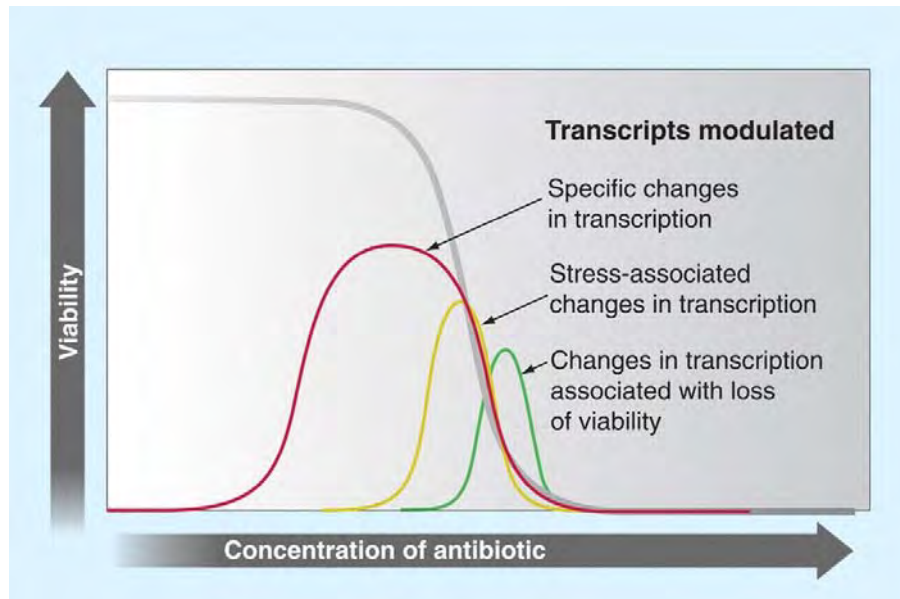 Transcripts modulated
Specific changes
in transcription
Stress-associated
changes in transcription
Changes in transcription
associated with loss
of viability
Viability
Concentration of antibiotic